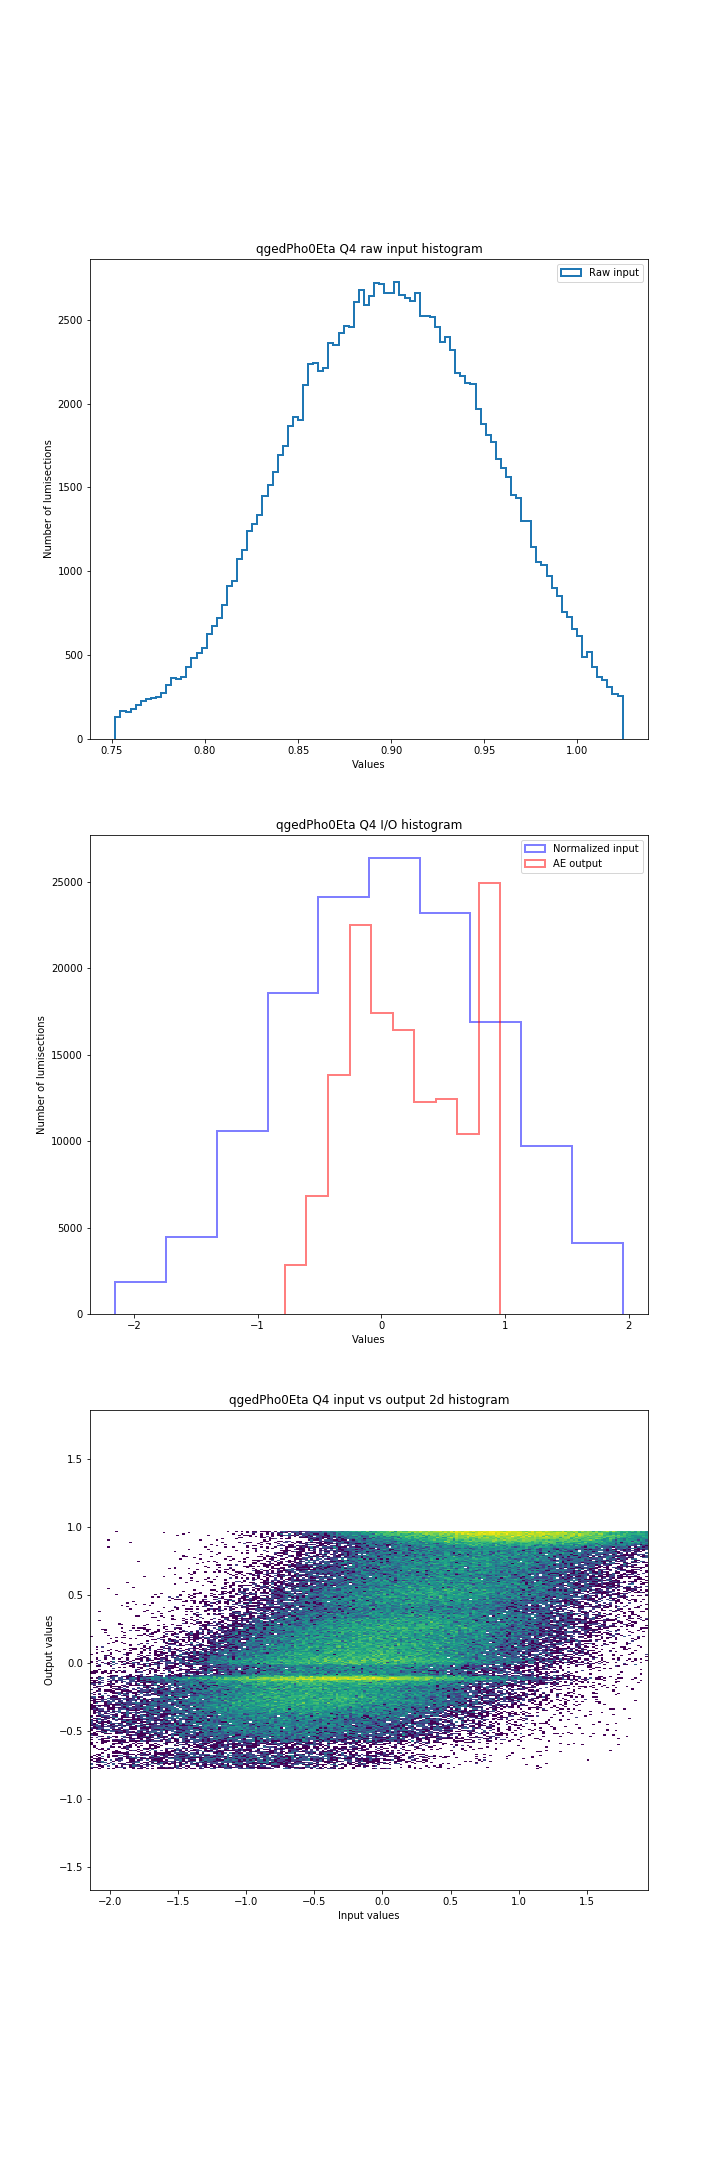 qgedPho0Eta Q4 raw input histogram
Raw input
2500
2000
1500
1000
500
0
Number of lumisections
0.75 0.80 0.85 0.90 0.95 1.00
Values
qgedPho0Eta Q4 I/O histogram
Normalized input
AE output
25000
20000
15000
10000
5000
0
Number of lumisections
−2 −1 0 1 2
Values
qgedPho0Eta Q4 input vs output 2d histogram
1.5
1.0
0.5
0.0
−0.5
−1.0
−1.5
Output values
−2.0 −1.5 −1.0 −0.5 0.0 0.5 1.0 1.5
Input values